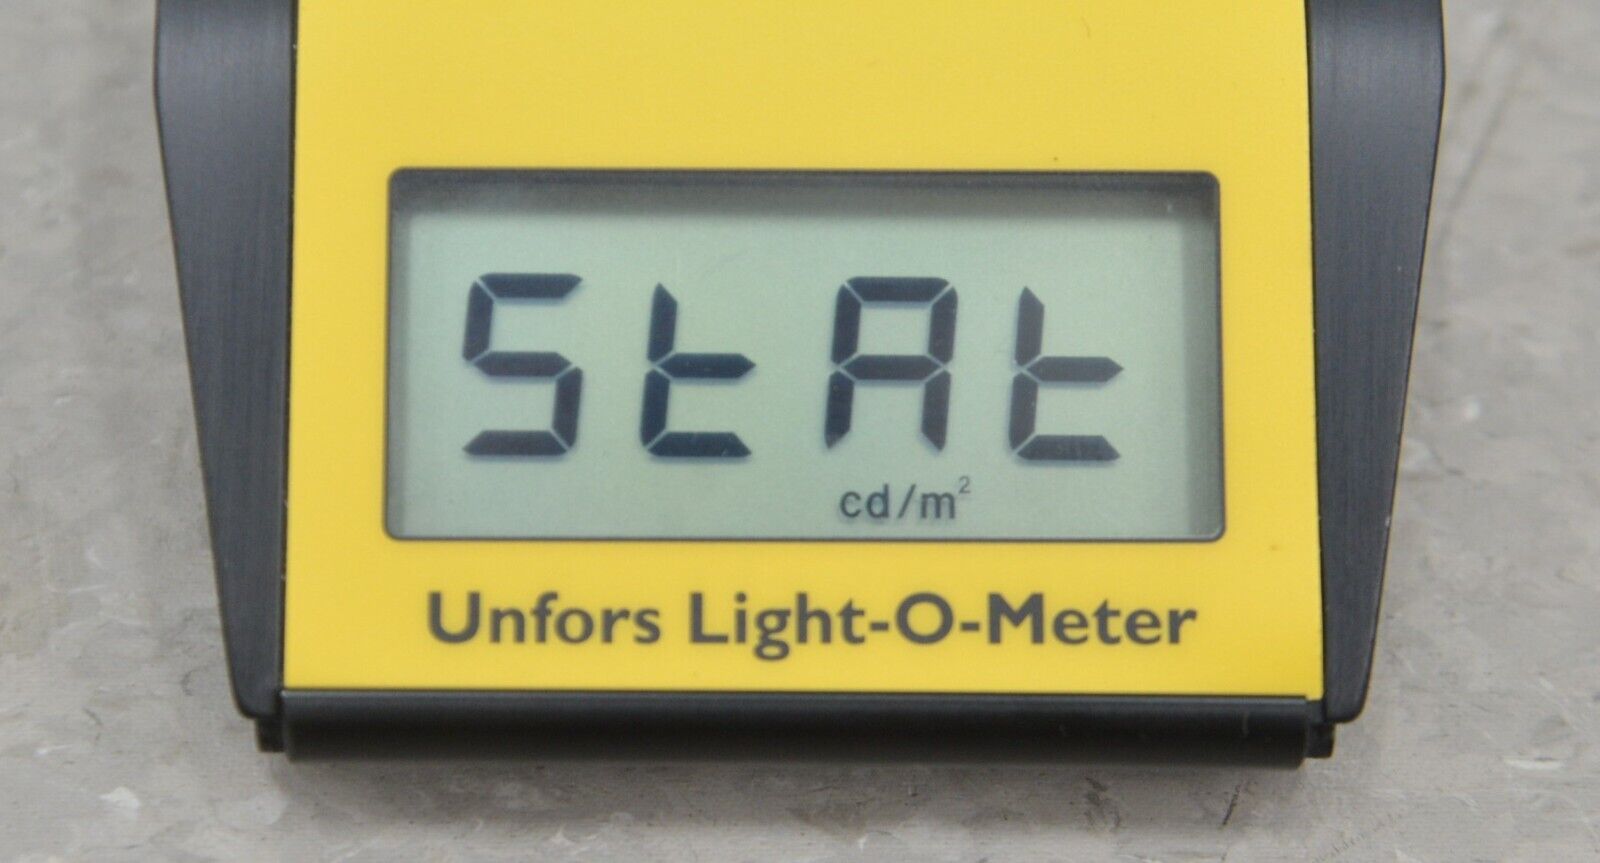 StAt
cd/m²
Unfors Light-O-Meter